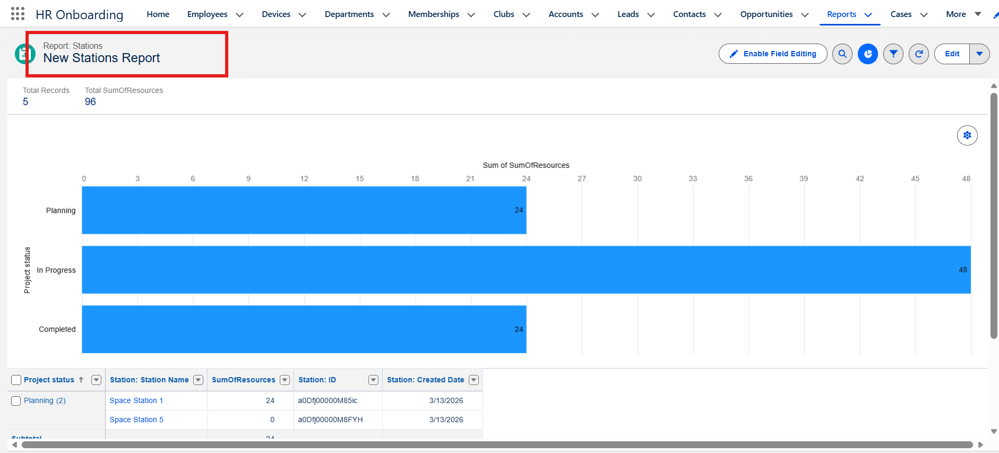 HR Onboarding Home Employees Devices Departments Memberships Clubs Accounts Leads Contacts Opportunities Reports Cases More
Report: Stations
New Stations Report
Enable Field Editing Edit
Total Records Total SumOfResources
5 96
Sum of SumOfResources
0 3 6 9 12 15 18 21 24 27 30 33 36 39 42 45 48
Planning 24
Project status
In Progress 48
Completed 24
Project status ↑ Station: Station Name SumOfResources Station: ID Station: Created Date
Planning (2) Space Station 1 24 a0Dfj00000M85ic 3/13/2026
Space Station 5 0 a0Dfj00000M8FYH 3/13/2026
Subtotal 24